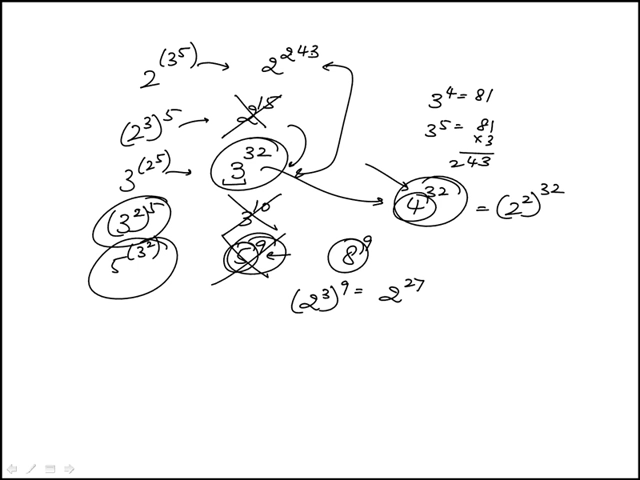 2^(3^5) → 2^243
(2^3)^5 → 2^15
3^(2^5) → 3^32
(3^2)^5 3^10
5^(3^2) 5^9 ← 8^9
(2^3)^9 = 2^27
3^4 = 81
3^5 = 81
×3
243
4^32 = (2^2)^32